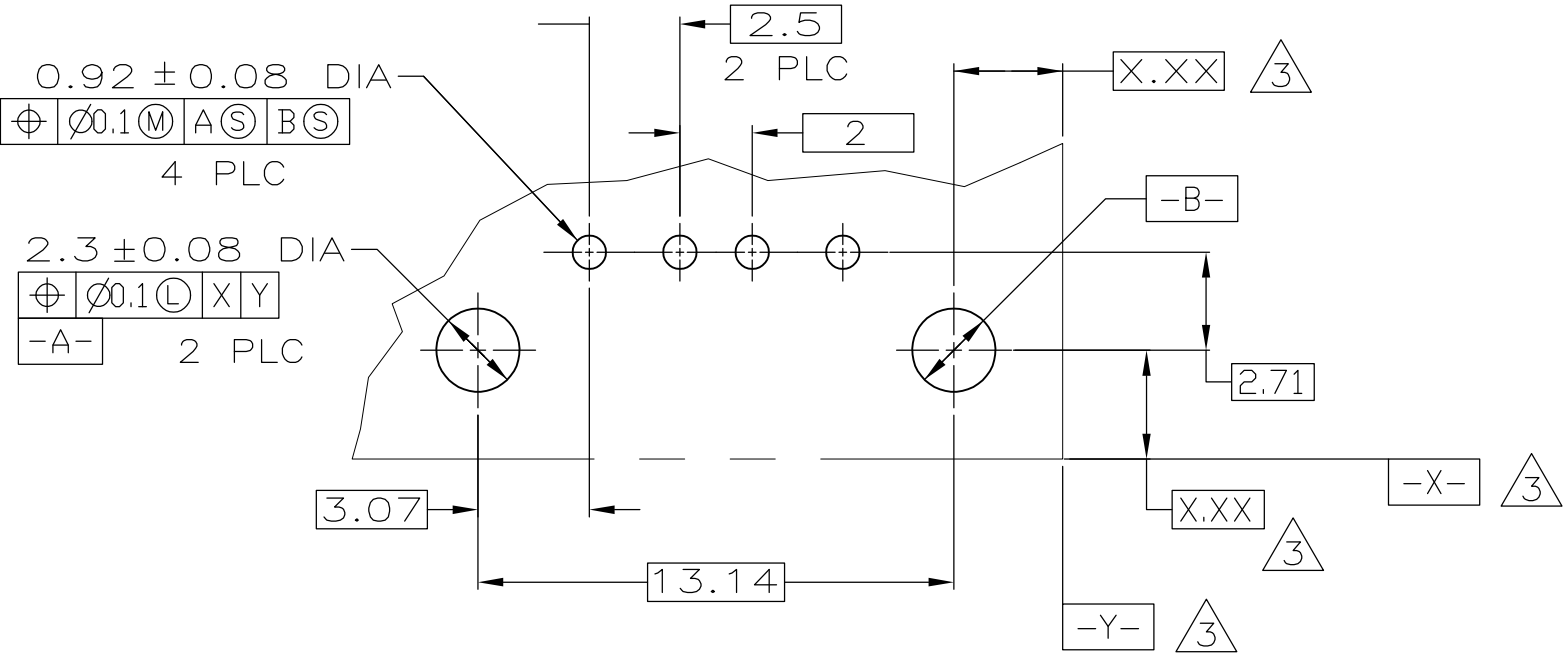 2.5
2 PLC
X.XX
3
0.92 ±0.08 DIA
⌖ Ø0.1Ⓜ AⓈ BⓈ
4 PLC
2
-B-
2.3 ±0.08 DIA
⌖ Ø0.1Ⓛ X Y
-A-
2 PLC
2.71
3.07
X.XX
3
-X-
3
13.14
-Y-
3